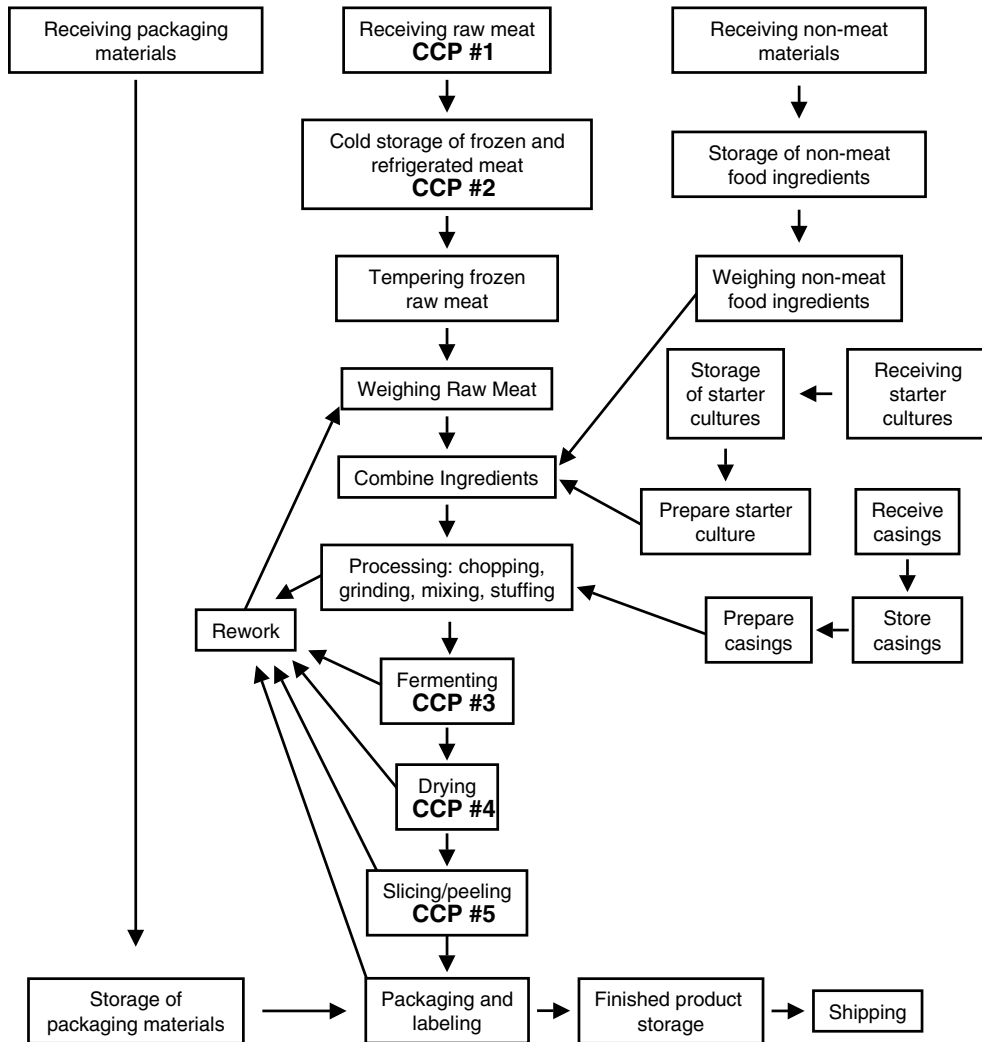 Receiving packaging
materials
Receiving raw meat
CCP #1
Receiving non-meat
materials
Cold storage of frozen and
refrigerated meat
CCP #2
Storage of non-meat
food ingredients
Tempering frozen
raw meat
Weighing non-meat
food ingredients
Weighing Raw Meat
Storage
of starter
cultures
Receiving
starter
cultures
Combine Ingredients
Prepare starter
culture
Receive
casings
Processing: chopping,
grinding, mixing, stuffing
Rework
Prepare
casings
Store
casings
Fermenting
CCP #3
Drying
CCP #4
Slicing/peeling
CCP #5
Storage of
packaging materials
Packaging and
labeling
Finished product
storage
Shipping